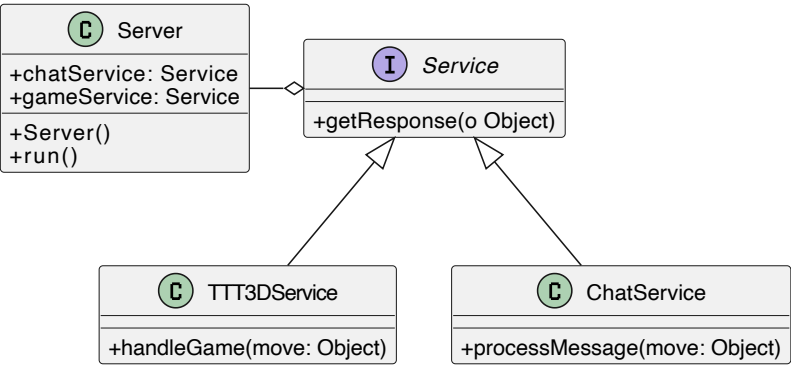 C Server
+chatService: Service
+gameService: Service
+Server()
+run()
I Service
+getResponse(o Object)
C TTT3DService
+handleGame(move: Object)
C ChatService
+processMessage(move: Object)